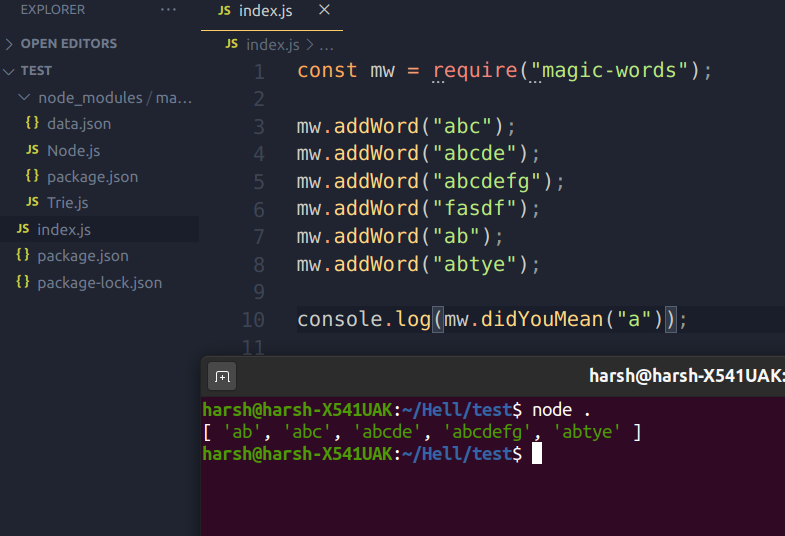 EXPLORER ···
JS index.js ×
OPEN EDITORS
JS index.js > ...
TEST
node_modules / ma...
{} data.json
JS Node.js
{} package.json
JS Trie.js
JS index.js
{} package.json
{} package-lock.json
1 const mw = require("magic-words");
2
3 mw.addWord("abc");
4 mw.addWord("abcde");
5 mw.addWord("abcdefg");
6 mw.addWord("fasdf");
7 mw.addWord("ab");
8 mw.addWord("abtye");
9
10 console.log(mw.didYouMean("a"));
11
harsh@harsh-X541UAK:
harsh@harsh-X541UAK:~/Hell/test$ node .
[ 'ab', 'abc', 'abcde', 'abcdefg', 'abtye' ]
harsh@harsh-X541UAK:~/Hell/test$